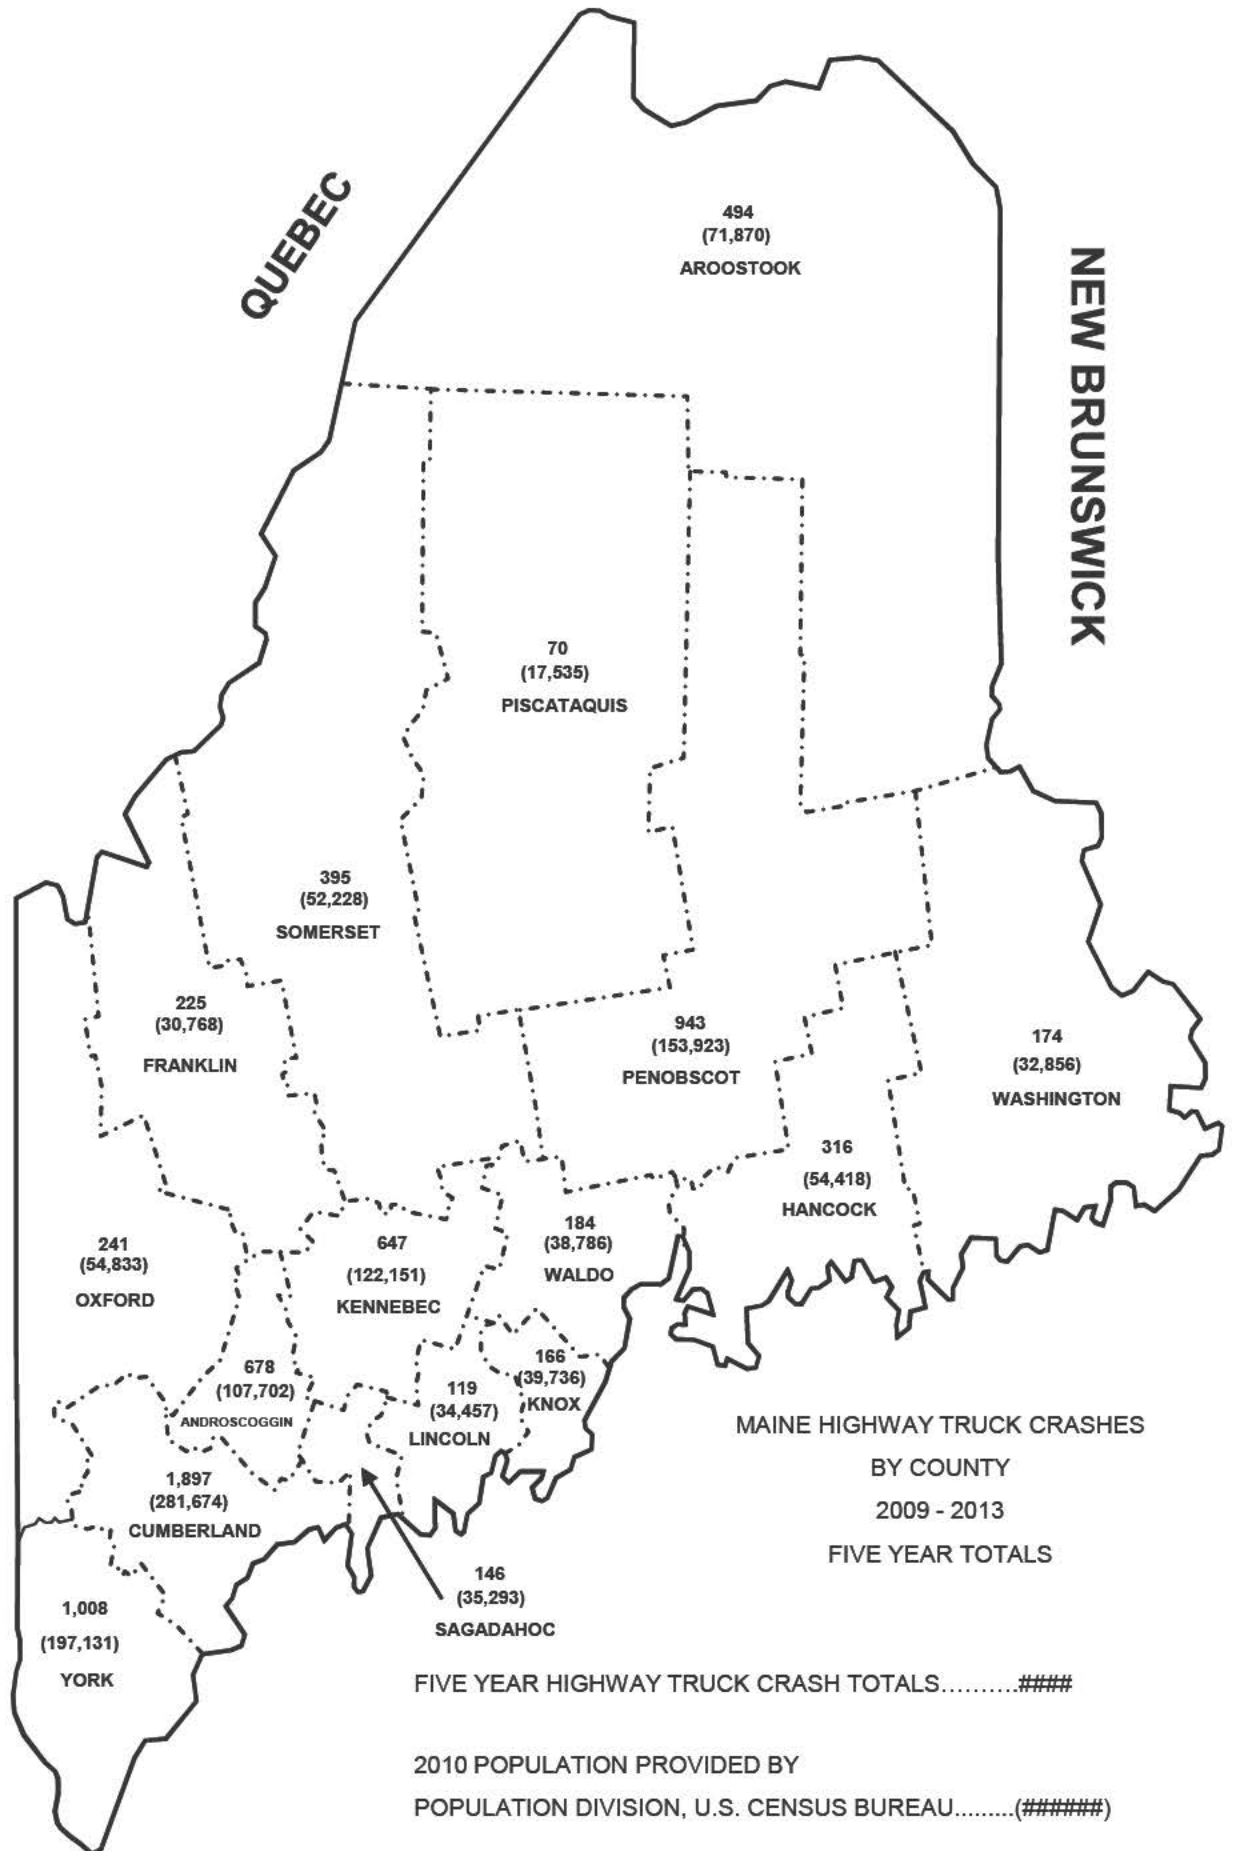 QUEBEC
NEW BRUNSWICK
494
(71,870)
AROOSTOOK
70
(17,535)
PISCATAQUIS
395
(52,228)
SOMERSET
225
(30,768)
FRANKLIN
943
(153,923)
PENOBSCOT
174
(32,856)
WASHINGTON
316
(54,418)
HANCOCK
241
(54,833)
OXFORD
647
(122,151)
KENNEBEC
184
(38,786)
WALDO
678
(107,702)
ANDROSCOGGIN
119
(34,457)
LINCOLN
166
(39,736)
KNOX
1,897
(281,674)
CUMBERLAND
146
(35,293)
SAGADAHOC
1,008
(197,131)
YORK
MAINE HIGHWAY TRUCK CRASHES
BY COUNTY
2009 - 2013
FIVE YEAR TOTALS
FIVE YEAR HIGHWAY TRUCK CRASH TOTALS..........####
2010 POPULATION PROVIDED BY
POPULATION DIVISION, U.S. CENSUS BUREAU.........(######)